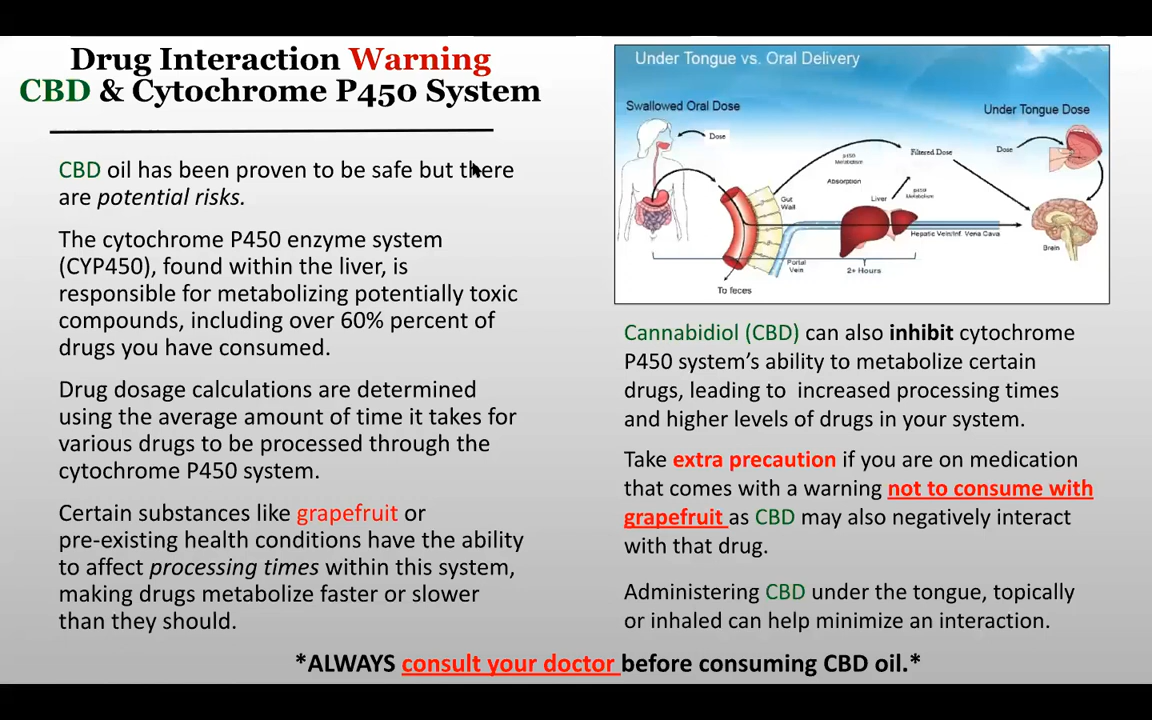 Drug Interaction Warning
CBD & Cytochrome P450 System
CBD oil has been proven to be safe but there
are potential risks.
The cytochrome P450 enzyme system
(CYP450), found within the liver, is
responsible for metabolizing potentially toxic
compounds, including over 60% percent of
drugs you have consumed.
Drug dosage calculations are determined
using the average amount of time it takes for
various drugs to be processed through the
cytochrome P450 system.
Certain substances like grapefruit or
pre-existing health conditions have the ability
to affect processing times within this system,
making drugs metabolize faster or slower
than they should.
Under Tongue vs. Oral Delivery
Swallowed Oral Dose
Under Tongue Dose
Dose
Dose
p450
Metabolism
Filtered Dose
Absorption
p450
Metabolism
Gut
Wall
Liver
Hepatic Vein/Inf. Vena Cava
Brain
Portal
Vein
2+ Hours
To feces
Cannabidiol (CBD) can also inhibit cytochrome
P450 system's ability to metabolize certain
drugs, leading to increased processing times
and higher levels of drugs in your system.
Take extra precaution if you are on medication
that comes with a warning not to consume with
grapefruit as CBD may also negatively interact
with that drug.
Administering CBD under the tongue, topically
or inhaled can help minimize an interaction.
*ALWAYS consult your doctor before consuming CBD oil.*